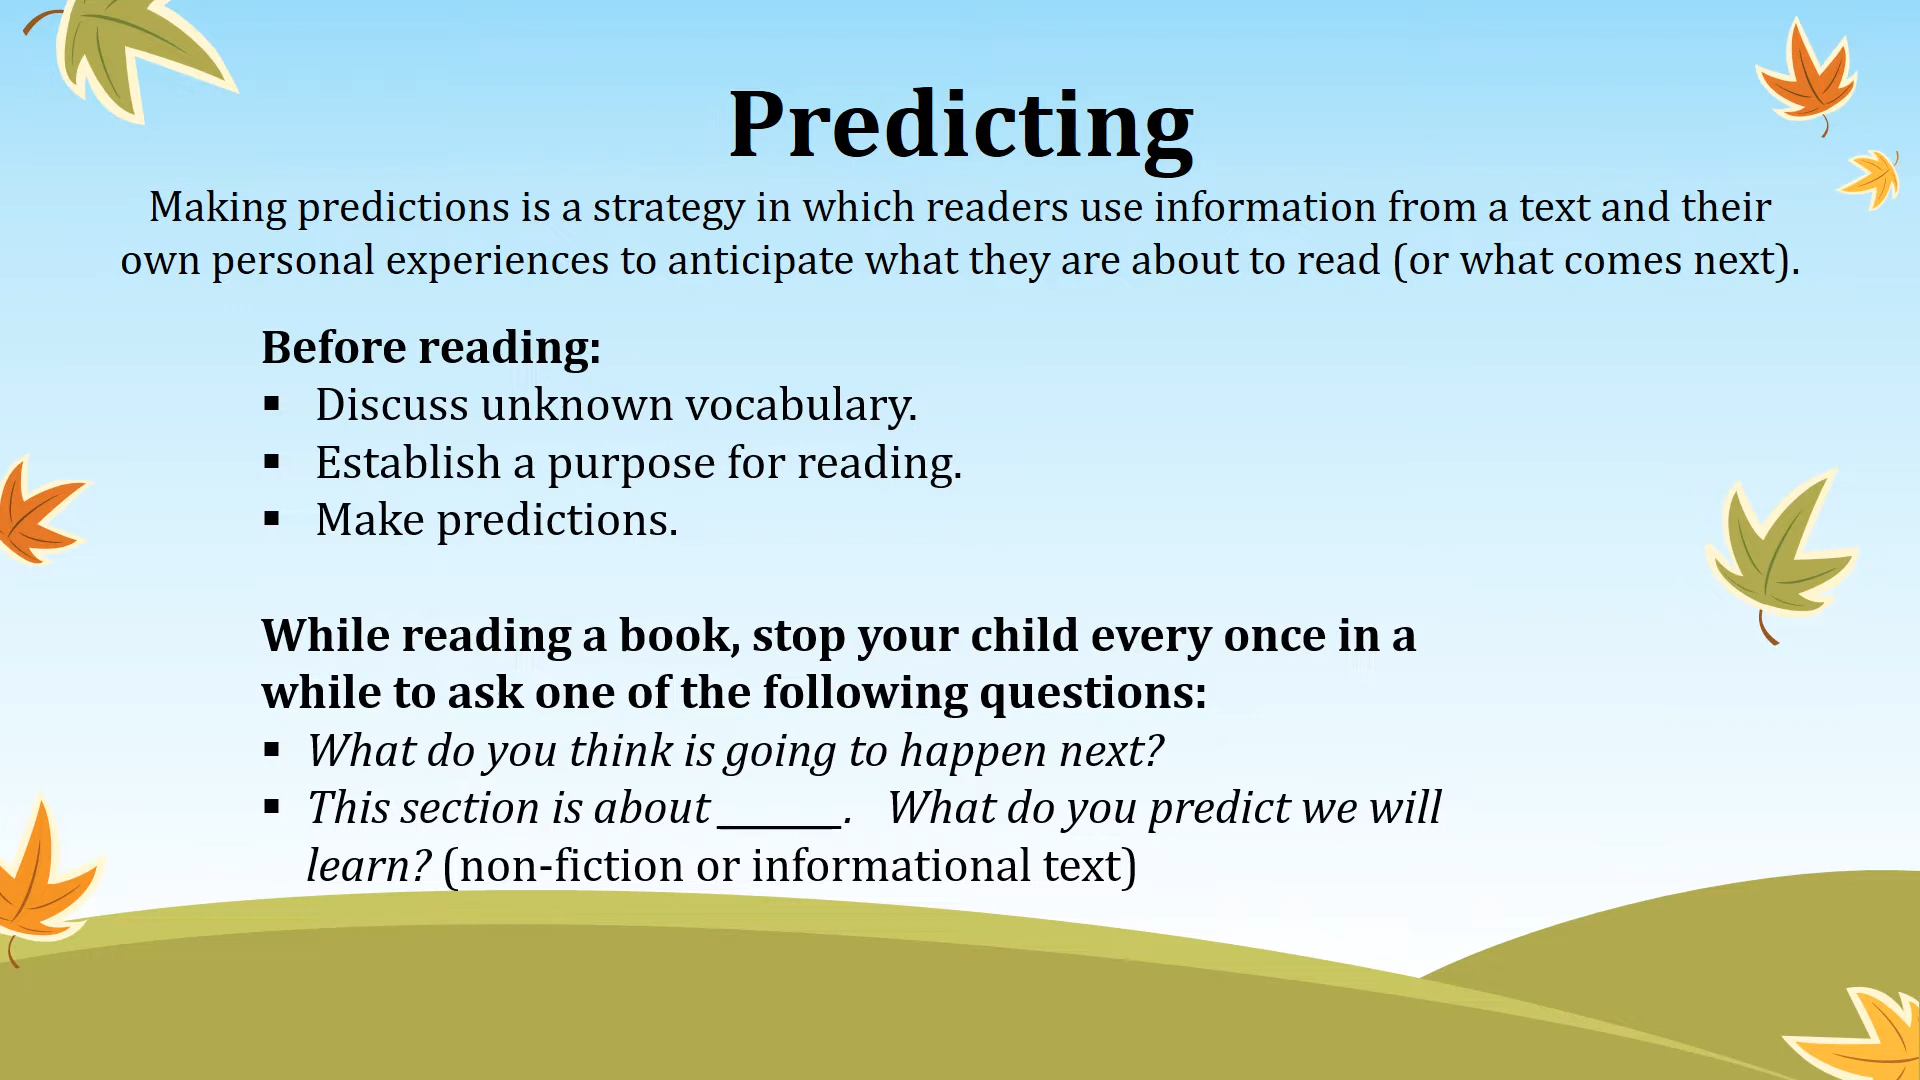 Predicting
Making predictions is a strategy in which readers use information from a text and their
own personal experiences to anticipate what they are about to read (or what comes next).
Before reading:
▪ Discuss unknown vocabulary.
▪ Establish a purpose for reading.
▪ Make predictions.
While reading a book, stop your child every once in a
while to ask one of the following questions:
▪ What do you think is going to happen next?
▪ This section is about ______. What do you predict we will
learn? (non-fiction or informational text)